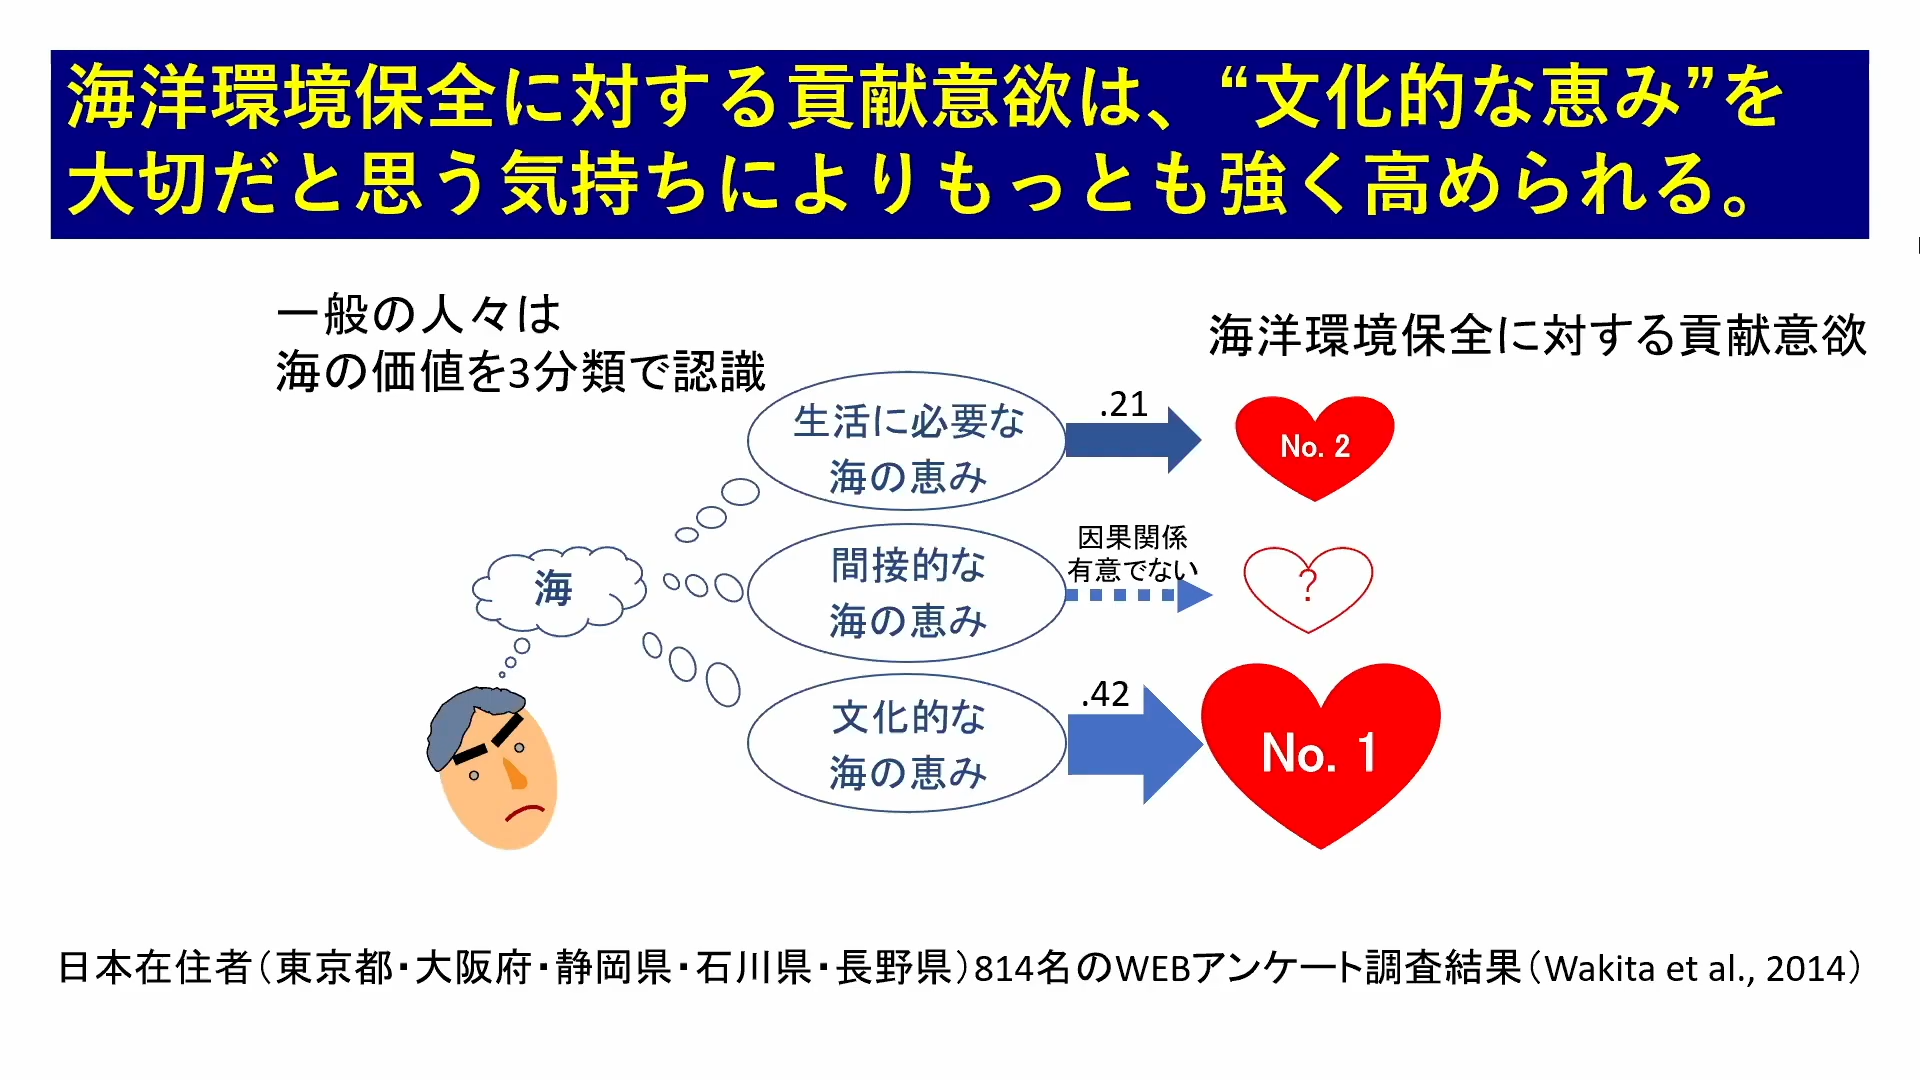 海洋環境保全に対する貢献意欲は、“文化的な恵み”を
大切だと思う気持ちによりもっとも強く高められる。
一般の人々は
海の価値を3分類で認識
海洋環境保全に対する貢献意欲
生活に必要な
海の恵み
.21
No. 2
間接的な
海の恵み
因果関係
有意でない
?
海
文化的な
海の恵み
.42
No. 1
日本在住者（東京都・大阪府・静岡県・石川県・長野県）814名のWEBアンケート調査結果（Wakita et al., 2014）